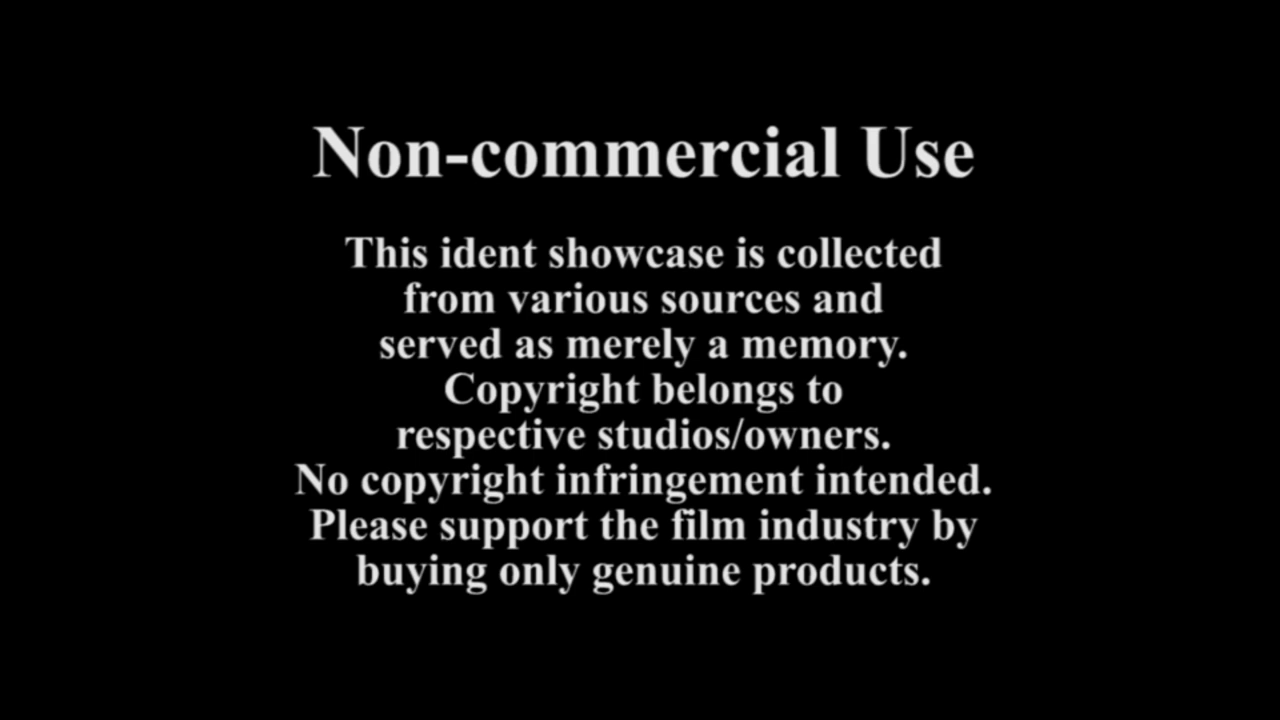 Non-commercial Use
This ident showcase is collected
from various sources and
served as merely a memory.
Copyright belongs to
respective studios/owners.
No copyright infringement intended.
Please support the film industry by
buying only genuine products.